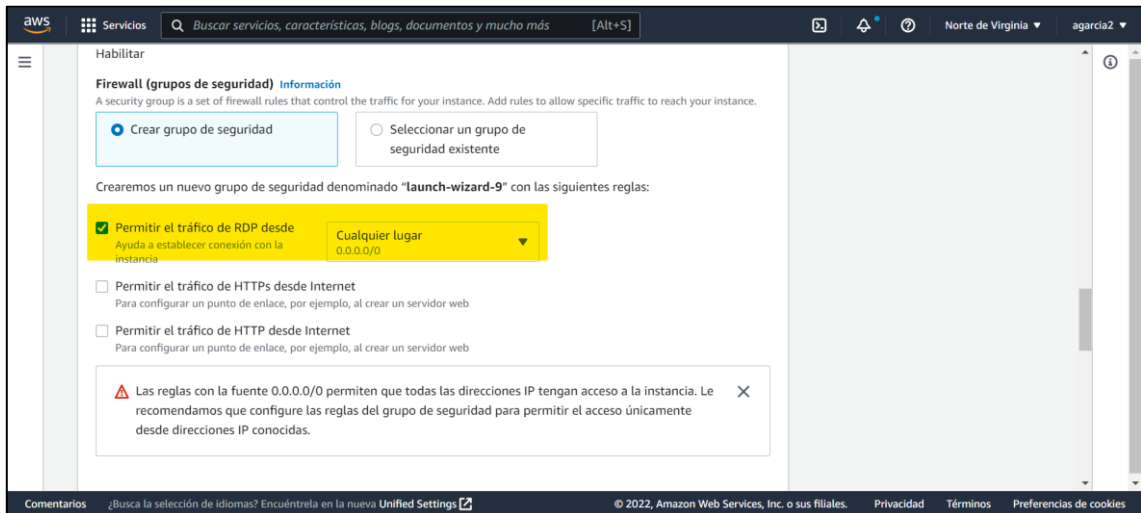 aws
Servicios
Buscar servicios, características, blogs, documentos y mucho más
[Alt+S]
Norte de Virginia
agarcia2
Habilitar
Firewall (grupos de seguridad) Información
A security group is a set of firewall rules that control the traffic for your instance. Add rules to allow specific traffic to reach your instance.
Crear grupo de seguridad
Seleccionar un grupo de
seguridad existente
Crearemos un nuevo grupo de seguridad denominado “launch-wizard-9” con las siguientes reglas:
Permitir el tráfico de RDP desde
Ayuda a establecer conexión con la
instancia
Cualquier lugar
0.0.0.0/0
Permitir el tráfico de HTTPs desde Internet
Para configurar un punto de enlace, por ejemplo, al crear un servidor web
Permitir el tráfico de HTTP desde Internet
Para configurar un punto de enlace, por ejemplo, al crear un servidor web
Las reglas con la fuente 0.0.0.0/0 permiten que todas las direcciones IP tengan acceso a la instancia. Le
recomendamos que configure las reglas del grupo de seguridad para permitir el acceso únicamente
desde direcciones IP conocidas.
Comentarios
¿Busca la selección de idiomas? Encuéntrela en la nueva Unified Settings
© 2022, Amazon Web Services, Inc. o sus filiales.
Privacidad
Términos
Preferencias de cookies